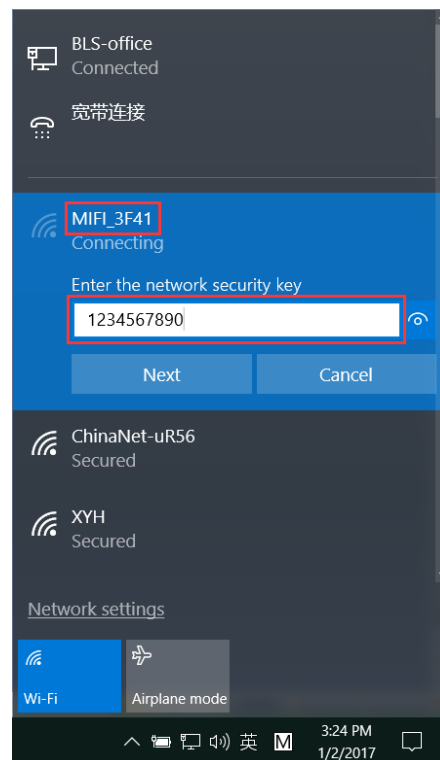 BLS-office
Connected
宽带连接
MIFI_3F41
Connecting
Enter the network security key
1234567890
Next Cancel
ChinaNet-uR56
Secured
XYH
Secured
Network settings
Wi-Fi Airplane mode
英 M 3:24 PM
1/2/2017